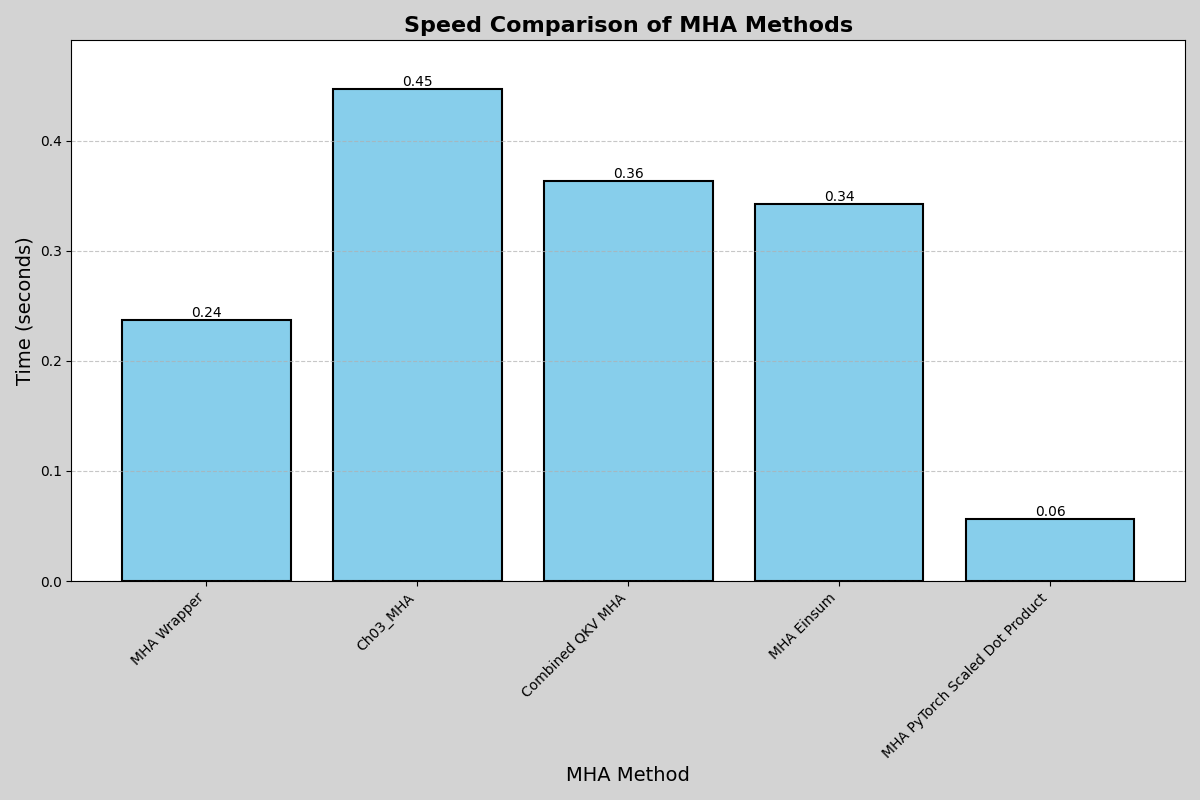 Speed Comparison of MHA Methods
Time (seconds)
0.4
0.3
0.2
0.1
0.0
0.24
0.45
0.36
0.34
0.06
MHA Wrapper
Ch03_MHA
Combined QKV MHA
MHA Einsum
MHA PyTorch Scaled Dot Product
MHA Method